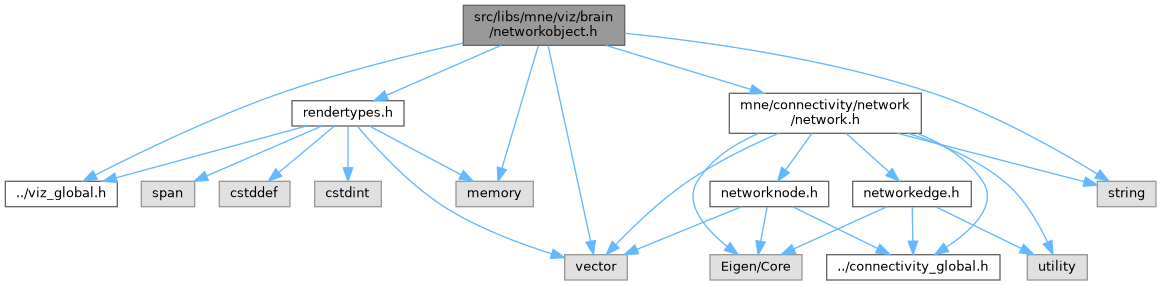 src/libs/mne/viz/brain
/networkobject.h
rendertypes.h
mne/connectivity/network
/network.h
../viz_global.h
span
cstddef
cstdint
memory
networknode.h
networkedge.h
string
vector
Eigen/Core
../connectivity_global.h
utility